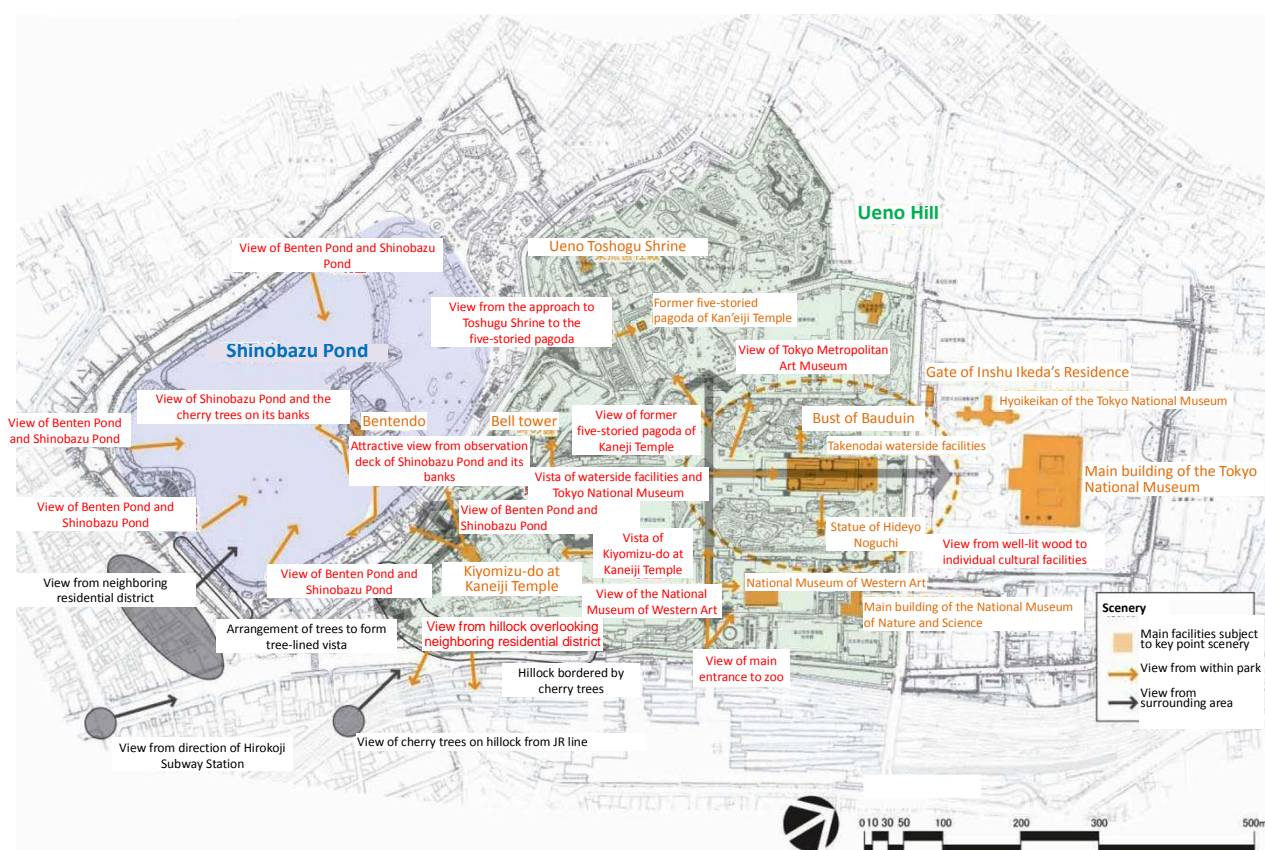 Ueno Hill
View of Benten Pond and Shinobazu
Pond
Ueno Toshogu Shrine
View from the approach to
Toshugu Shrine to the
five-storied pagoda
Former five-storied
pagoda of Kan'eiji Temple
Shinobazu Pond
View of Tokyo Metropolitan
Art Museum
Gate of Inshu Ikeda's Residence
Hyokeikan of the Tokyo National Museum
View of Shinobazu Pond and the
cherry trees on its banks
View of Benten Pond
and Shinobazu Pond
Bentendo
Bell tower
View of former
five-storied pagoda of
Kaneji Temple
Bust of Bauduin
Takenodai waterside facilities
Attractive view from observation
deck of Shinobazu Pond and its
banks
Vista of waterside facilities and
Tokyo National Museum
Main building of the Tokyo
National Museum
View of Benten Pond and
Shinobazu Pond
View of Benten Pond and
Shinobazu Pond
Statue of Hideyo
Noguchi
Vista of
Kiyomizu-do at
Kaneiji Temple
View from well-lit wood to
individual cultural facilities
View from neighboring
residential district
View of Benten Pond and
Shinobazu Pond
Kiyomizu-do at
Kaneiji Temple
National Museum of Western Art
View of the National
Museum of Western Art
Main building of the National Museum
of Nature and Science
Arrangement of trees to form
tree-lined vista
View from hillock overlooking
neighboring residential district
Hillock bordered by
cherry trees
View of main
entrance to zoo
Scenery
Main facilities subject
to key point scenery
View from within park
View from
surrounding area
View from direction of Hirokoji
Subway Station
View of cherry trees on hillock from JR line
0 10 30 50 100 200 300 500m